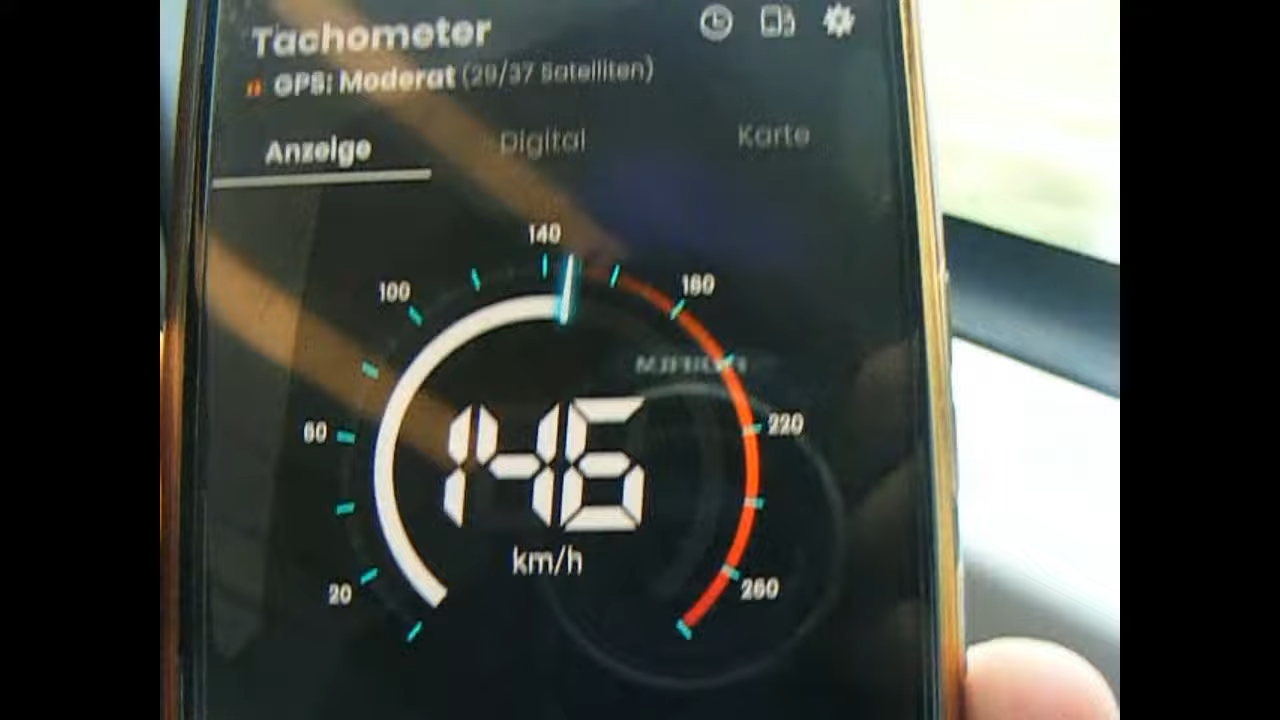 Tachometer
GPS: Moderat (29/37 Satelliten)
Anzeige Digital Karte
140
100 180
60 220
146
km/h
20 260